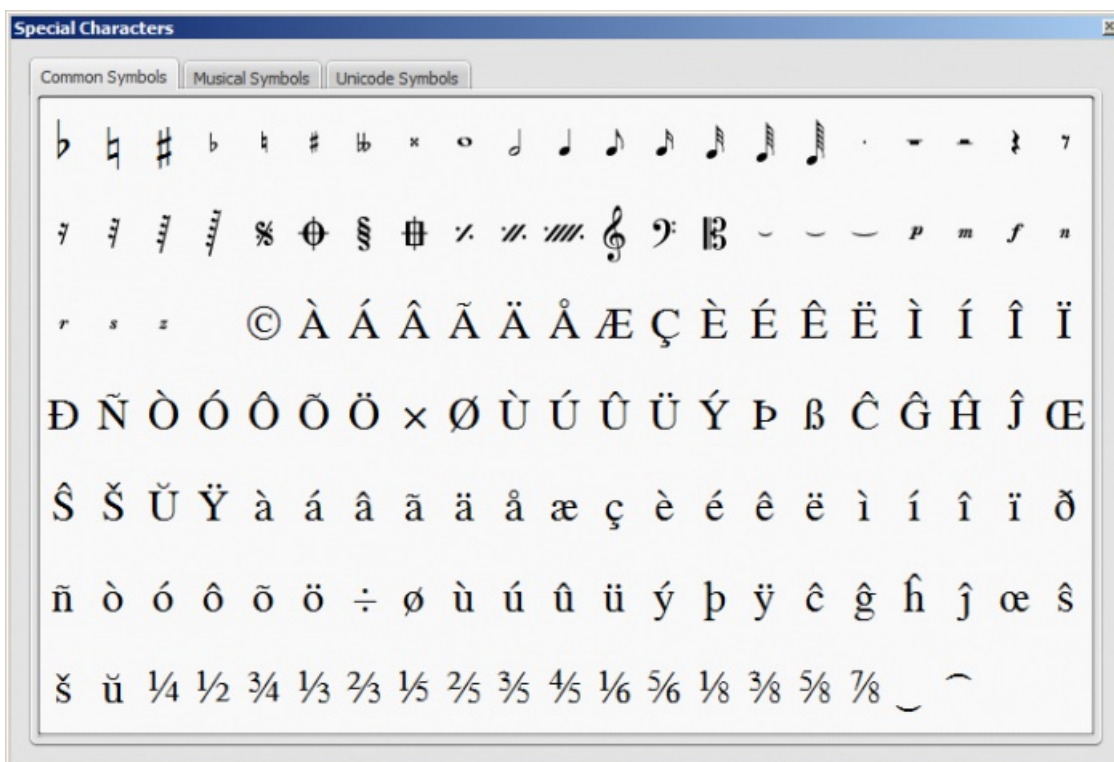 Special Characters
Common Symbols Musical Symbols Unicode Symbols
♭ ♮ ♯ ♭ ♮ ♯ 𝄫 𝄪 𝅝 𝅗𝅥 𝅘𝅥 𝅘𝅥𝅮 𝅘𝅥𝅯 𝅘𝅥𝅰 𝅘𝅥𝅱 𝅘𝅥𝅲 . 𝄻 𝄼 𝄽 𝄾
𝄿 𝅀 𝅁 𝅂 𝄋 𝄌 § 𝄎 𝄏 𝄞 𝄢 𝄡 ‿ ‿ ‿ p m f n
r s z © À Á Â Ã Ä Å Æ Ç È É Ê Ë Ì Í Î Ï
Ð Ñ Ò Ó Ô Õ Ö × Ø Ù Ú Û Ü Ý Þ ß Ĉ Ĝ Ĥ Ĵ Œ
Ŝ Š Ŭ Ÿ à á â ã ä å æ ç è é ê ë ì í î ï ð
ñ ò ó ô õ ö ÷ ø ù ú û ü ý þ ÿ ĉ ĝ ĥ ĵ œ ŝ
š ŭ ¼ ½ ¾ ⅓ ⅔ ⅕ ⅖ ⅗ ⅘ ⅙ ⅚ ⅛ ⅜ ⅝ ⅞ ‿ ⁀